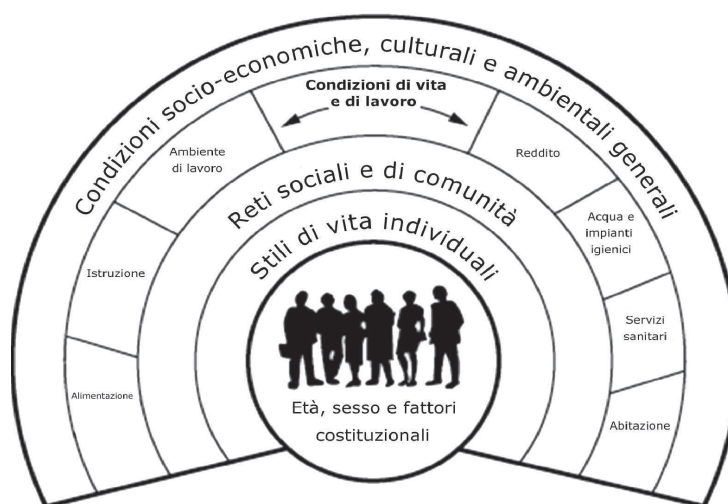 Condizioni socio-economiche, culturali e ambientali generali
Condizioni di vita
e di lavoro
Ambiente
di lavoro
Reddito
Reti sociali e di comunità
Acqua e
impianti
igienici
Stili di vita individuali
Istruzione
Servizi
sanitari
Alimentazione
Età, sesso e fattori
costituzionali
Abitazione